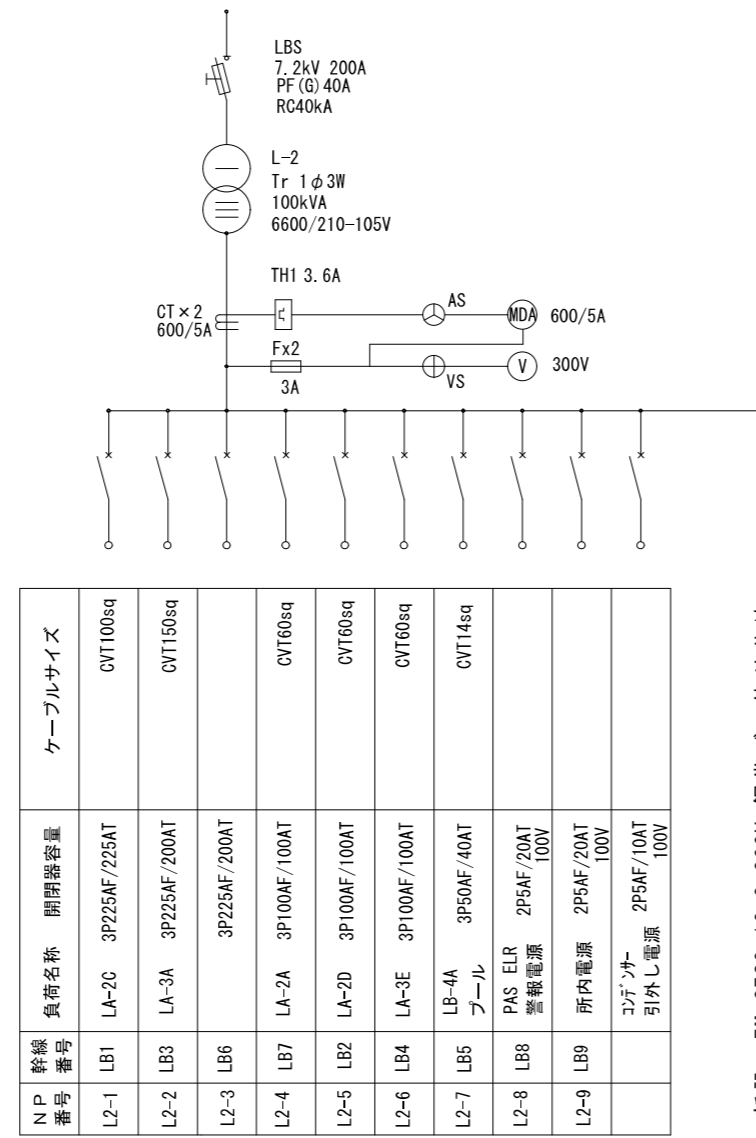 LBS
7.2kV 200A
PF(G)40A
RC40kA
L-2
Tr 1φ3W
100kVA
6600/210-105V
TH1 3.6A
CT×2
600/5A
AS
MDA
600/5A
Fx2
3A
VS
V
300V
NP
番号
幹線
番号
負荷名称
開閉器容量
ケーブルサイズ
L2-1
LB1
LA-2C
3P225AF/225AT
CVT100sq
L2-2
LB3
LA-3A
3P225AF/200AT
CVT150sq
L2-3
LB6
3P225AF/200AT
L2-4
LB7
LA-2A
3P100AF/100AT
CVT60sq
L2-5
LB2
LA-2D
3P100AF/100AT
CVT60sq
L2-6
LB4
LA-3E
3P100AF/100AT
CVT60sq
L2-7
LB5
LB-4A
プール
3P50AF/40AT
CVT14sq
L2-8
LB8
PAS ELR
警報電源
2P5AF/20AT
100V
L2-9
LB9
所内電源
2P5AF/20AT
100V
コンデンサー
引外し電源
2P5AF/10AT
100V